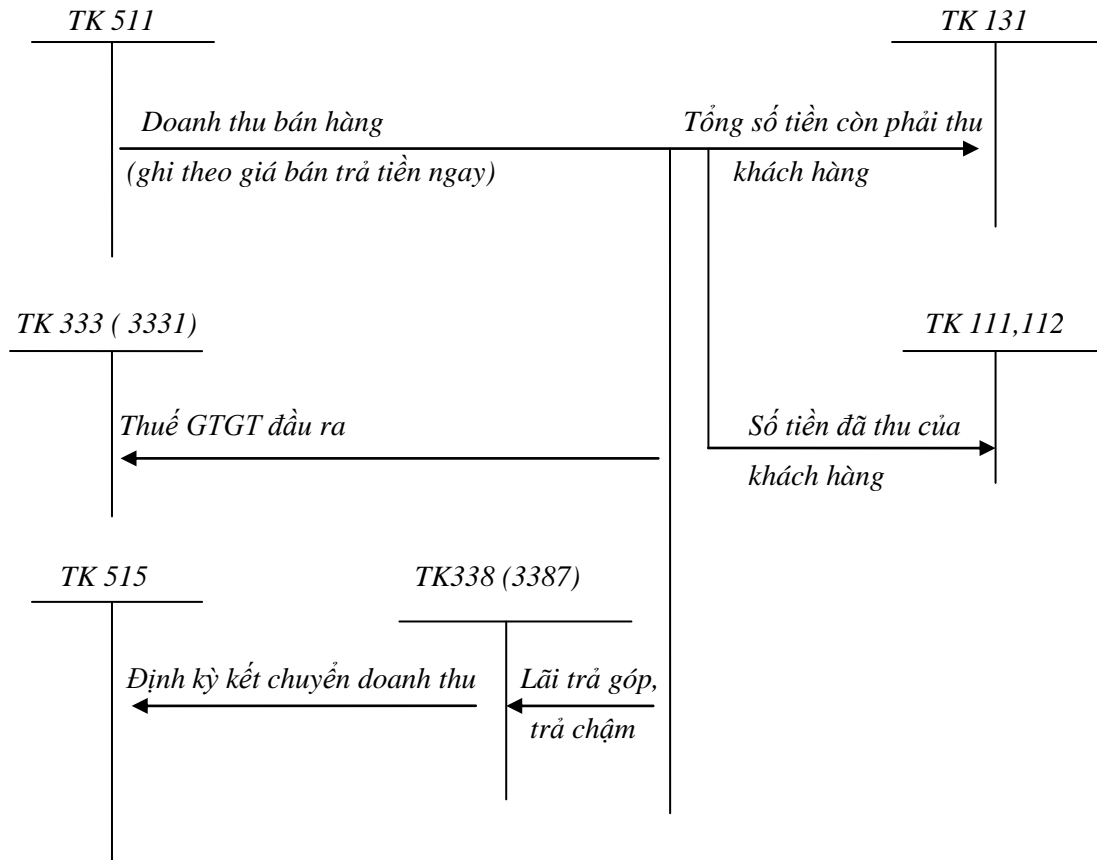 TK 511
TK 131
Doanh thu bán hàng
(ghi theo giá bán trả tiền ngay)
Tổng số tiền còn phải thu
khách hàng
TK 333 ( 3331)
TK 111,112
Thuế GTGT đầu ra
Số tiền đã thu của
khách hàng
TK 515
TK338 (3387)
Định kỳ kết chuyển doanh thu
Lãi trả góp,
trả chậm